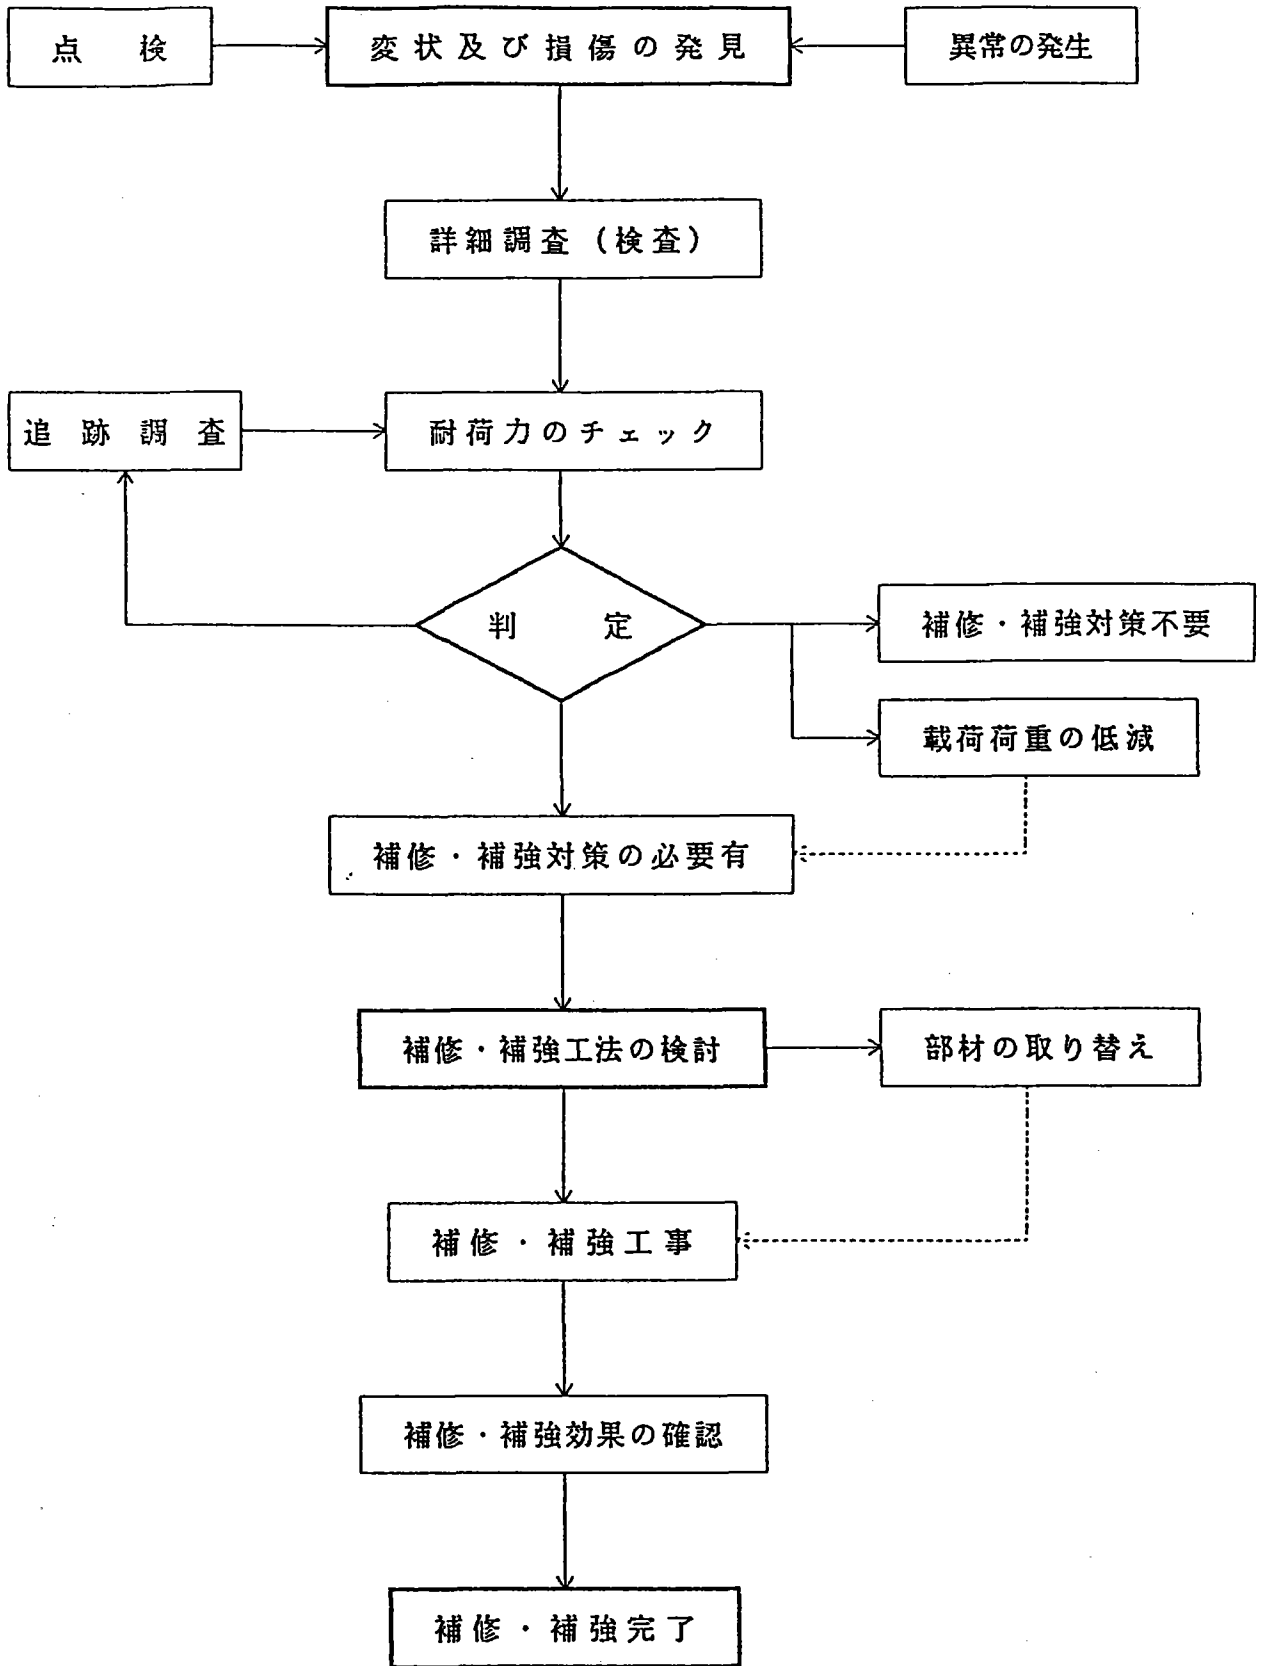 点検
変状及び損傷の発見
異常の発生
詳細調査(検査)
追跡調査
耐荷力のチェック
判定
補修・補強対策不要
載荷荷重の低減
補修・補強対策の必要有
補修・補強工法の検討
部材の取り替え
補修・補強工事
補修・補強効果の確認
補修・補強完了